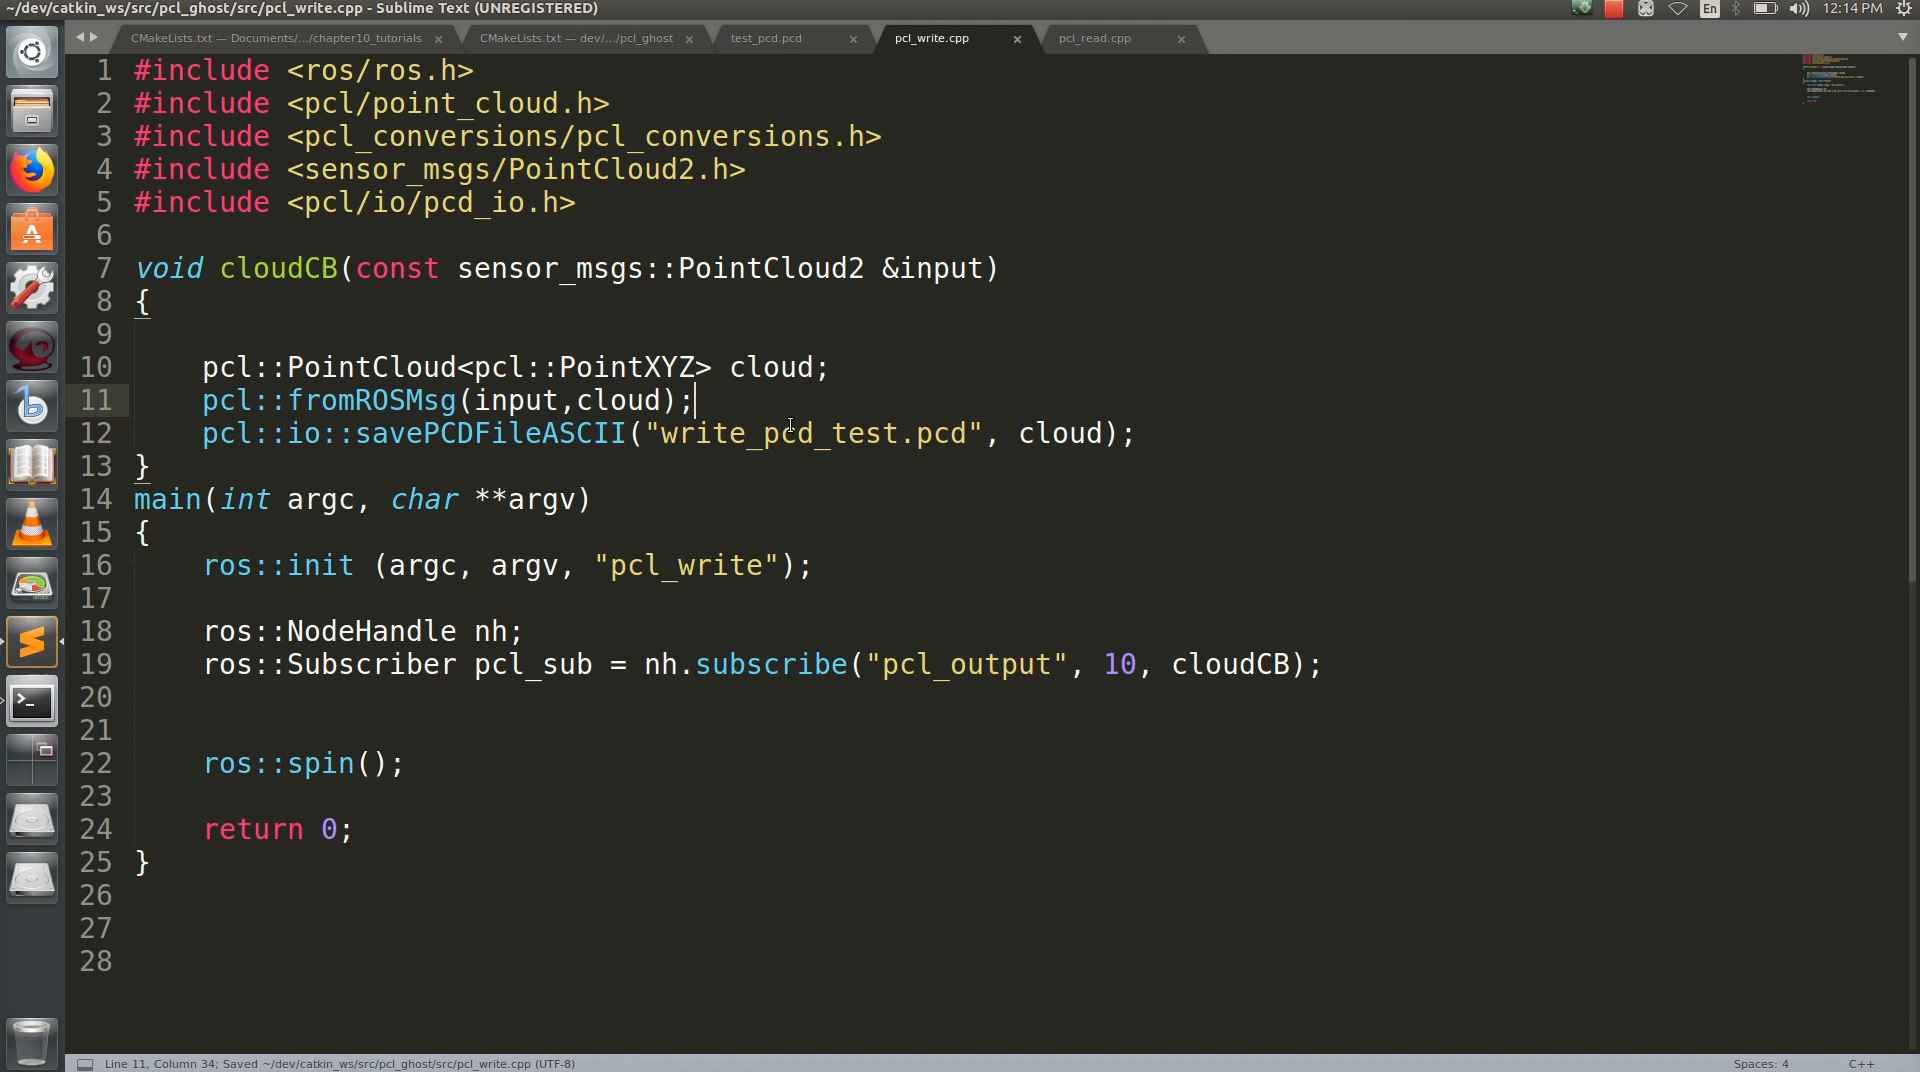 ~/dev/catkin_ws/src/pcl_ghost/src/pcl_write.cpp - Sublime Text (UNREGISTERED)
En
12:14 PM
CMakeLists.txt — Documents/.../chapter10_tutorials ×
CMakeLists.txt — dev/.../pcl_ghost ×
test_pcd.pcd ×
pcl_write.cpp ×
pcl_read.cpp ×
1 #include <ros/ros.h>
2 #include <pcl/point_cloud.h>
3 #include <pcl_conversions/pcl_conversions.h>
4 #include <sensor_msgs/PointCloud2.h>
5 #include <pcl/io/pcd_io.h>
6
7 void cloudCB(const sensor_msgs::PointCloud2 &input)
8 {
9
10     pcl::PointCloud<pcl::PointXYZ> cloud;
11     pcl::fromROSMsg(input,cloud);
12     pcl::io::savePCDFileASCII("write_pcd_test.pcd", cloud);
13 }
14 main(int argc, char **argv)
15 {
16     ros::init (argc, argv, "pcl_write");
17
18     ros::NodeHandle nh;
19     ros::Subscriber pcl_sub = nh.subscribe("pcl_output", 10, cloudCB);
20
21
22     ros::spin();
23
24     return 0;
25 }
26
27
28
Line 11, Column 34; Saved ~/dev/catkin_ws/src/pcl_ghost/src/pcl_write.cpp (UTF-8)
Spaces: 4
C++